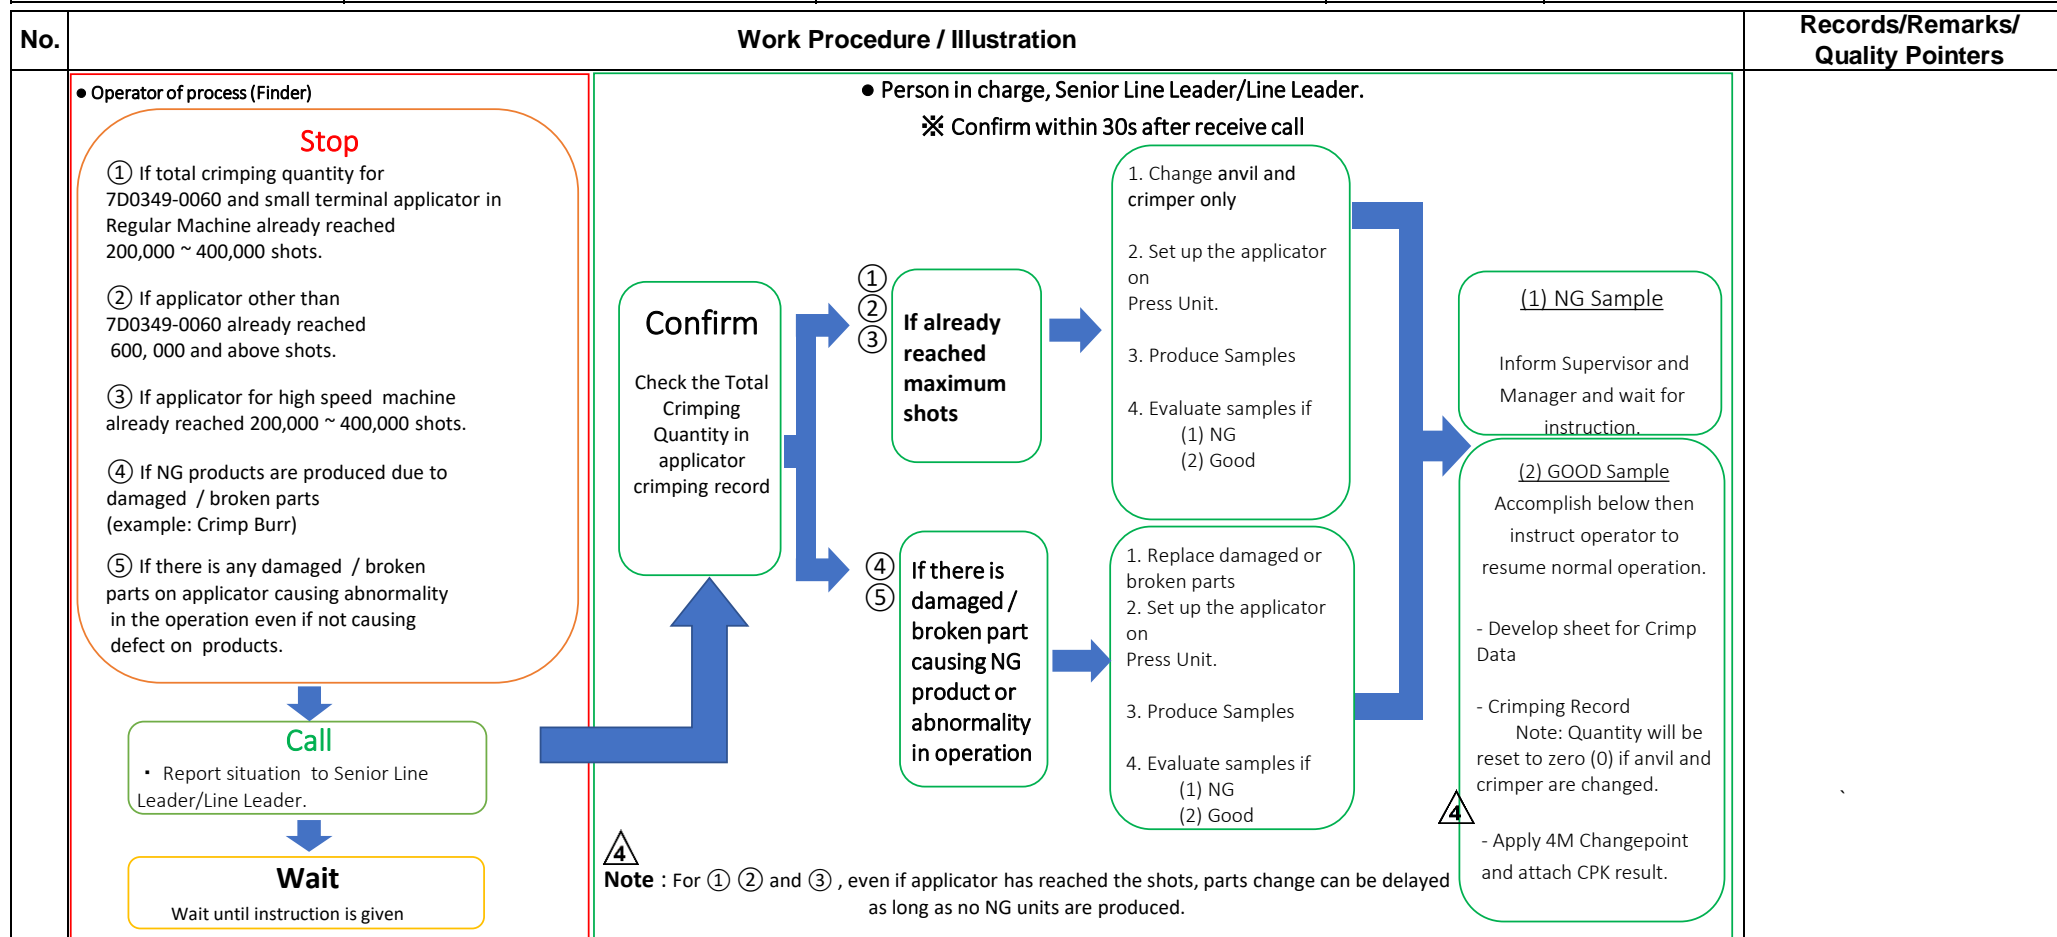 No.
Work Procedure / Illustration
Records/Remarks/
Quality Pointers
● Operator of process (Finder)
Stop
① If total crimping quantity for
7D0349-0060 and small terminal applicator in
Regular Machine already reached
200,000 ~ 400,000 shots.
② If applicator other than
7D0349-0060 already reached
600, 000 and above shots.
③ If applicator for high speed machine
already reached 200,000 ~ 400,000 shots.
④ If NG products are produced due to
damaged / broken parts
(example: Crimp Burr)
⑤ If there is any damaged / broken
parts on applicator causing abnormality
in the operation even if not causing
defect on products.
Call
・ Report situation to Senior Line
Leader/Line Leader.
Wait
Wait until instruction is given
● Person in charge, Senior Line Leader/Line Leader.
※ Confirm within 30s after receive call
Confirm
Check the Total
Crimping
Quantity in
applicator
crimping record
①
②
③
If already
reached
maximum
shots
1. Change anvil and
crimper only
2. Set up the applicator
on
Press Unit.
3. Produce Samples
4. Evaluate samples if
(1) NG
(2) Good
④
⑤
If there is
damaged /
broken part
causing NG
product or
abnormality
in operation
1. Replace damaged or
broken parts
2. Set up the applicator
on
Press Unit.
3. Produce Samples
4. Evaluate samples if
(1) NG
(2) Good
(1) NG Sample
Inform Supervisor and
Manager and wait for
instruction.
(2) GOOD Sample
Accomplish below then
instruct operator to
resume normal operation.
- Develop sheet for Crimp
Data
- Crimping Record
Note: Quantity will be
reset to zero (0) if anvil and
crimper are changed.
4
- Apply 4M Changepoint
and attach CPK result.
4
Note : For ① ② and ③ , even if applicator has reached the shots, parts change can be delayed
as long as no NG units are produced.
`